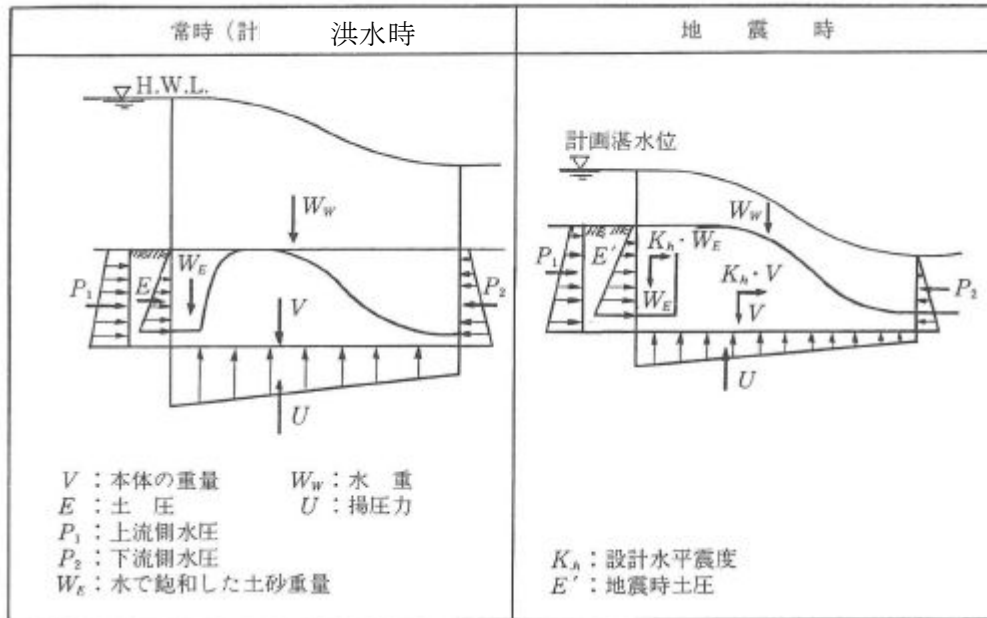 常時(計 洪水時
地震時
H.W.L.
W_W
W_E
P_1
E
V
P_2
U
計画湛水位
W_W
K_h・W_E
E'
P_1
K_h・V
W_E
V
P_2
U
V:本体の重量 W_W:水重
E:土圧 U:揚圧力
P_1:上流側水圧
P_2:下流側水圧
W_E:水で飽和した土砂重量
K_h:設計水平震度
E':地震時土圧